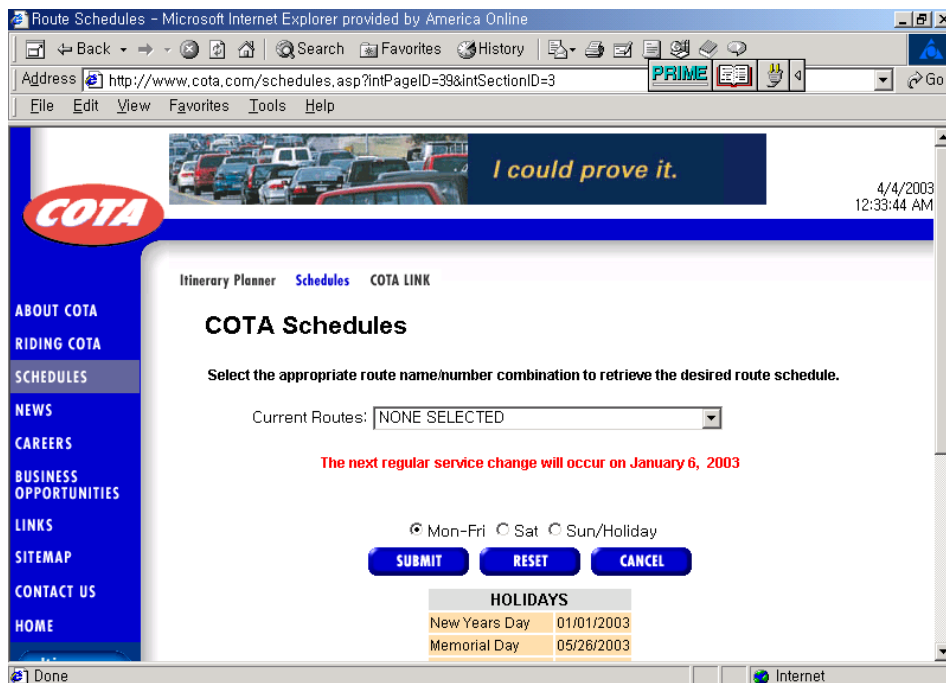 Route Schedules - Microsoft Internet Explorer provided by America Online
Back
Search
Favorites
History
Address http://www.cota.com/schedules.asp?intPageID=39&intSectionID=3
PRIME
Go
File Edit View Favorites Tools Help
I could prove it.
4/4/2003
12:33:44 AM
COTA
Itinerary Planner Schedules COTA LINK
ABOUT COTA
RIDING COTA
SCHEDULES
NEWS
CAREERS
BUSINESS
OPPORTUNITIES
LINKS
SITEMAP
CONTACT US
HOME
COTA Schedules
Select the appropriate route name/number combination to retrieve the desired route schedule.
Current Routes: NONE SELECTED
The next regular service change will occur on January 6, 2003
Mon-Fri Sat Sun/Holiday
SUBMIT RESET CANCEL
HOLIDAYS
New Years Day 01/01/2003
Memorial Day 05/26/2003
Done
Internet